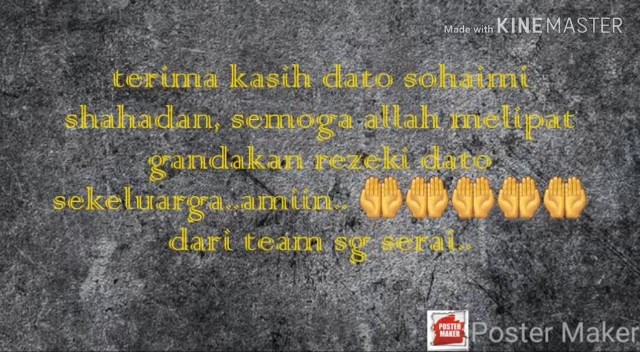 Made with KINEMASTER
terima kasih dato sohaimi
shahadan, semoga allah melipat
gandakan rezeki dato
sekeluarga..amiin.. 🤲🤲🤲🤲🤲
dari team sg serai..
POSTER MAKER Poster Maker